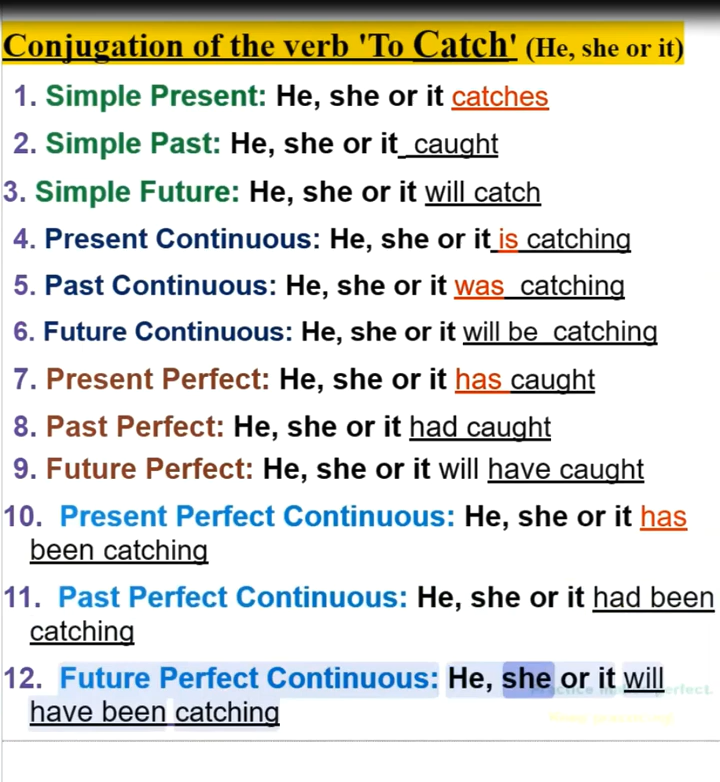 Conjugation of the verb 'To Catch' (He, she or it)
1. Simple Present: He, she or it catches
2. Simple Past: He, she or it caught
3. Simple Future: He, she or it will catch
4. Present Continuous: He, she or it is catching
5. Past Continuous: He, she or it was catching
6. Future Continuous: He, she or it will be catching
7. Present Perfect: He, she or it has caught
8. Past Perfect: He, she or it had caught
9. Future Perfect: He, she or it will have caught
10. Present Perfect Continuous: He, she or it has
been catching
11. Past Perfect Continuous: He, she or it had been
catching
12. Future Perfect Continuous: He, she or it will
have been catching